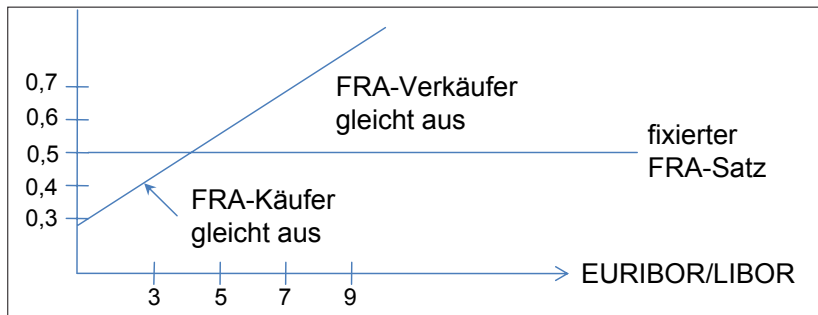 0,7
0,6
0,5
0,4
0,3
FRA-Verkäufer
gleicht aus
fixierter
FRA-Satz
FRA-Käufer
gleicht aus
EURIBOR/LIBOR
3 5 7 9